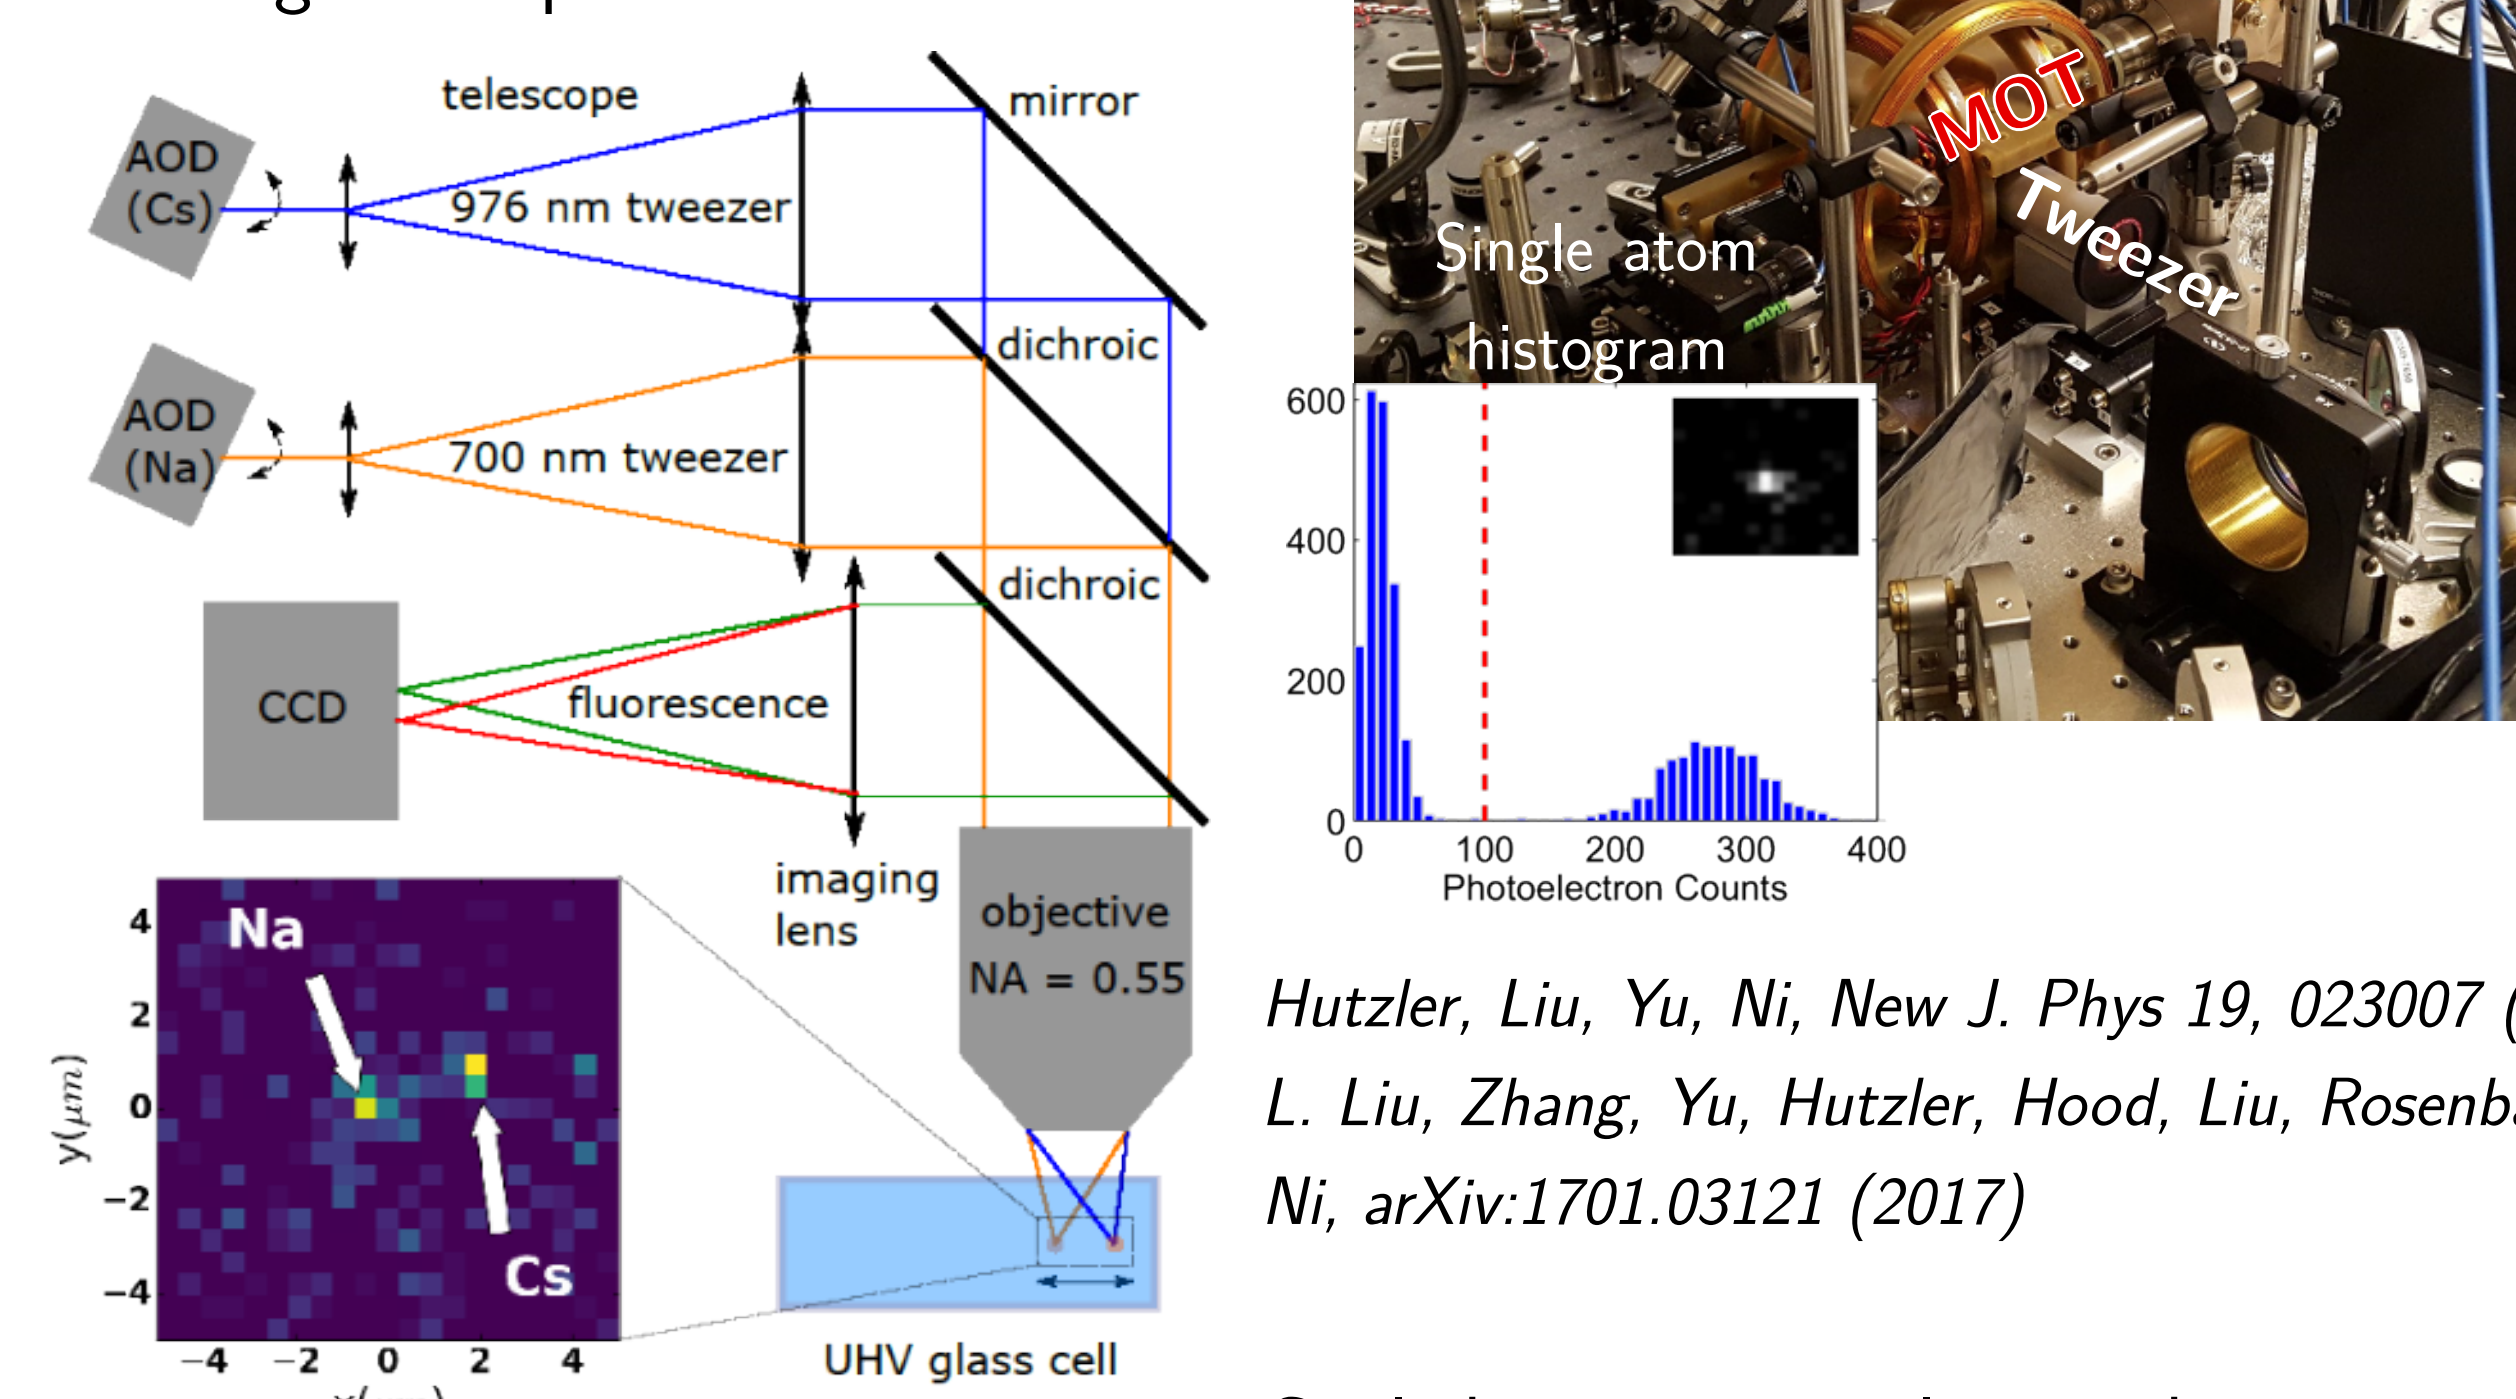 telescope
mirror
AOD
(Cs)
976 nm tweezer
dichroic
AOD
(Na)
700 nm tweezer
dichroic
CCD
fluorescence
imaging
lens
objective
NA = 0.55
UHV glass cell
Na
Cs
4
2
0
−2
−4
y(μm)
−4 −2 0 2 4
MOT
Tweezer
Single atom
histogram
600
400
200
0
0 100 200 300 400
Photoelectron Counts
Hutzler, Liu, Yu, Ni, New J. Phys 19, 023007 (
L. Liu, Zhang, Yu, Hutzler, Hood, Liu, Rosenb
Ni, arXiv:1701.03121 (2017)